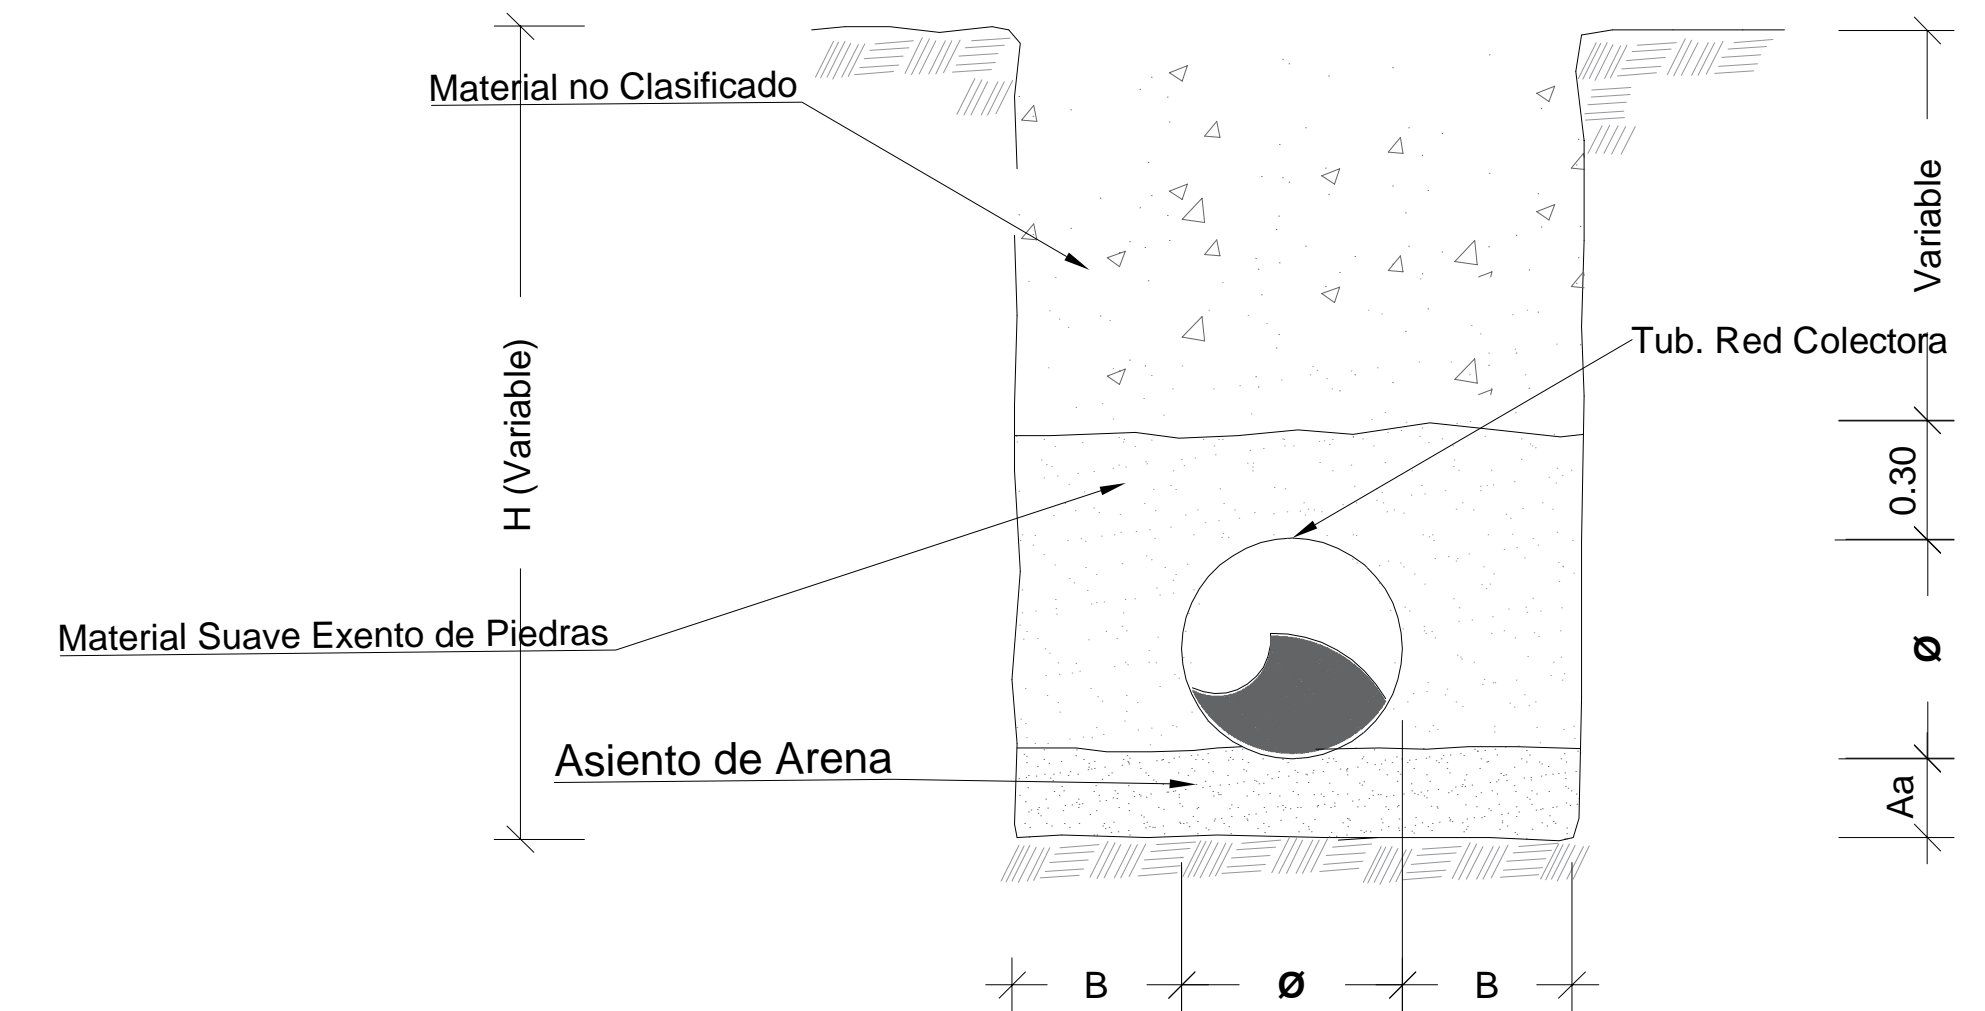 Material no Clasificado
Variable
Tub. Red Colectora
H (Variable)
0.30
Material Suave Exento de Piedras
Ø
Asiento de Arena
Aa
B
Ø
B